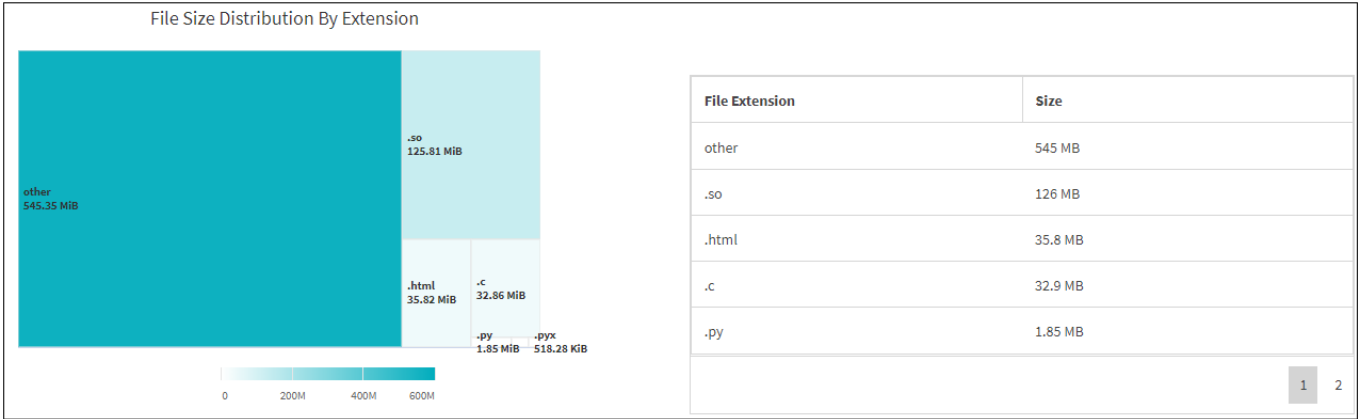 File Size Distribution By Extension
other
545.35 MiB
.so
125.81 MiB
.html
35.82 MiB
.c
32.86 MiB
.py
1.85 MiB
.pyx
518.28 KiB
0 200M 400M 600M
File Extension Size
other 545 MB
.so 126 MB
.html 35.8 MB
.c 32.9 MB
.py 1.85 MB
1 2